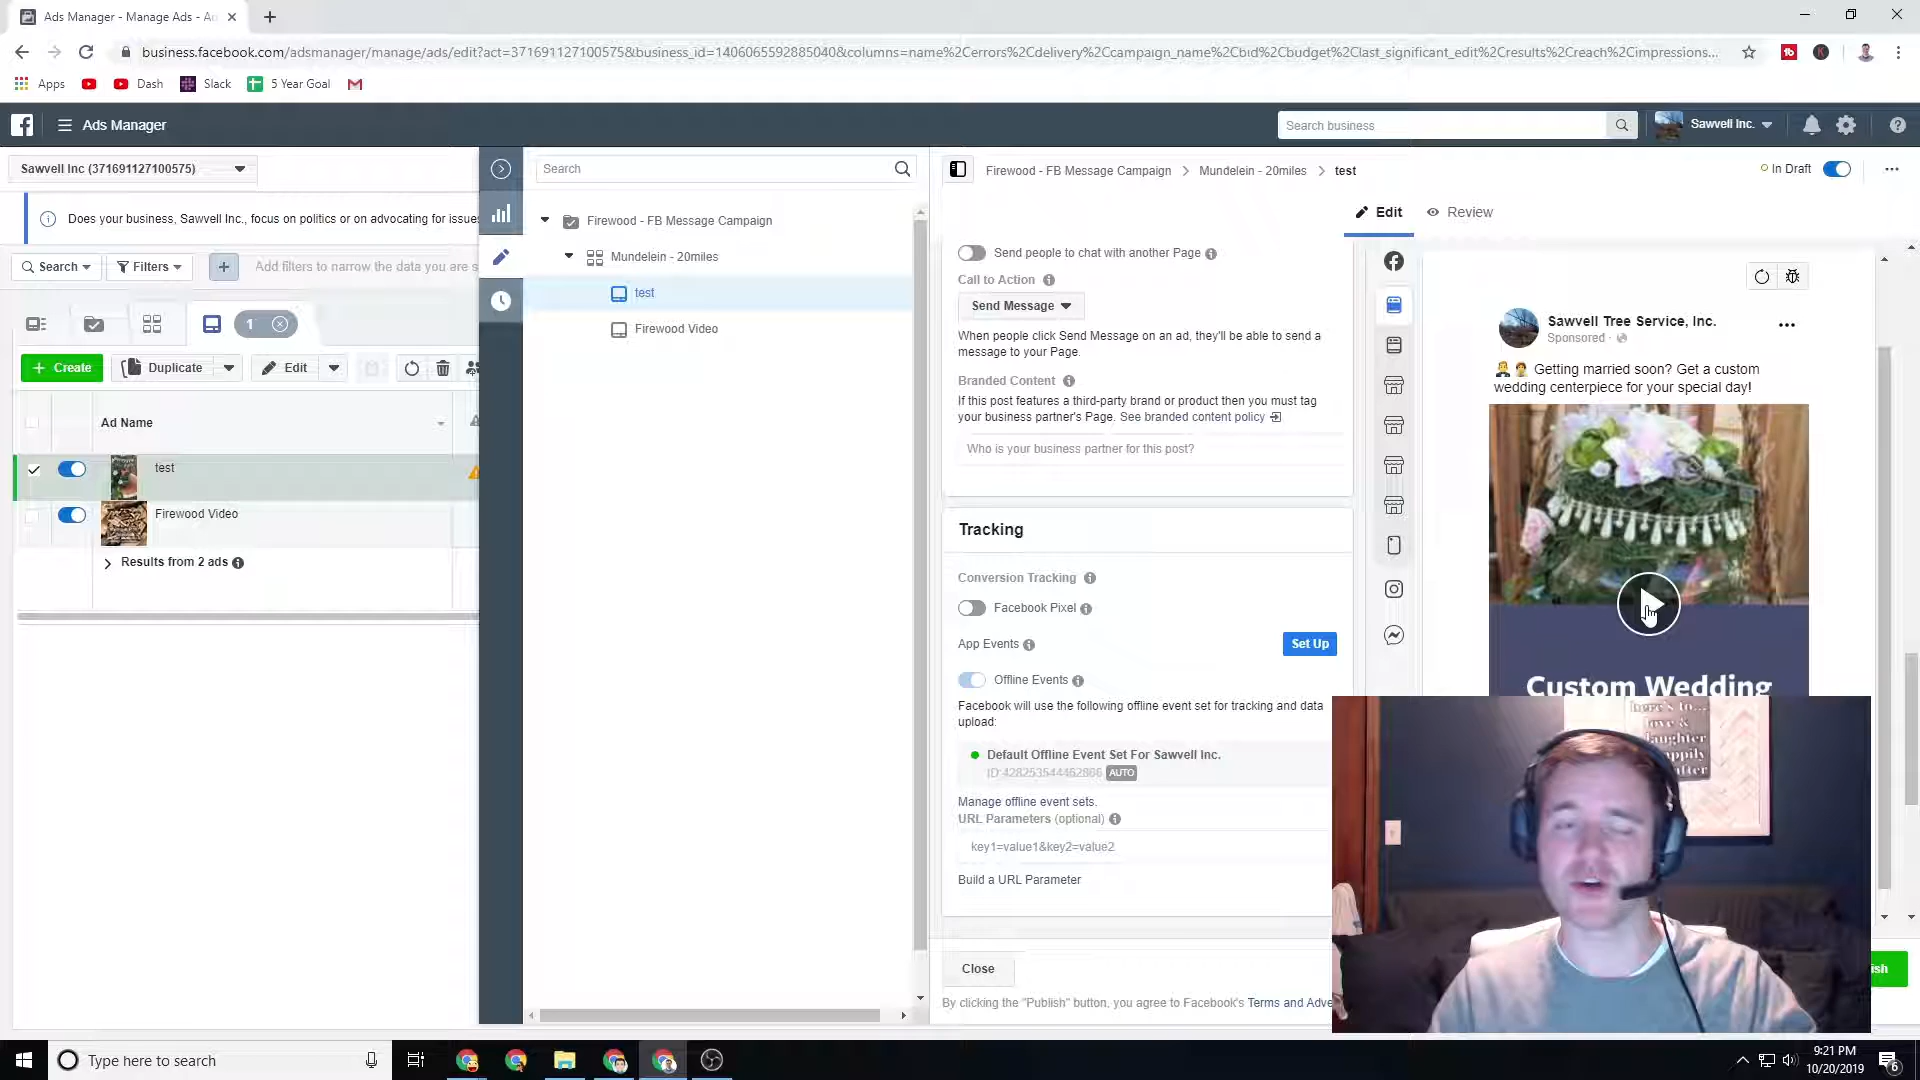 Ads Manager - Manage Ads - An
business.facebook.com/adsmanager/manage/ads/edit?act=371691127100575&business_id=1406065592885040&columns=name%2Cerrors%2Cdelivery%2Ccampaign_name%2Cbid%2Cbudget%2Clast_significant_edit%2Cresults%2Creach%2Cimpressions...
Apps
Dash
Slack
5 Year Goal
Ads Manager
Search business
Sawvell Inc.
Sawvell Inc (371691127100575)
Does your business, Sawvell Inc., focus on politics or on advocating for issues
Search
Filters
Add filters to narrow the data you are s
1
Create
Duplicate
Edit
Ad Name
test
Firewood Video
Results from 2 ads
Search
Firewood - FB Message Campaign
Mundelein - 20miles
test
Firewood Video
Firewood - FB Message Campaign
Mundelein - 20miles
test
In Draft
Edit
Review
Send people to chat with another Page
Call to Action
Send Message
When people click Send Message on an ad, they'll be able to send a
message to your Page.
Branded Content
If this post features a third-party brand or product then you must tag
your business partner's Page. See branded content policy
Who is your business partner for this post?
Tracking
Conversion Tracking
Facebook Pixel
App Events
Set Up
Offline Events
Facebook will use the following offline event set for tracking and data
upload:
Default Offline Event Set For Sawvell Inc.
ID:428253544462866 AUTO
Manage offline event sets.
URL Parameters (optional)
key1=value1&key2=value2
Build a URL Parameter
Close
By clicking the "Publish" button, you agree to Facebook's Terms and Adve
Sawvell Tree Service, Inc.
Sponsored ·
Getting married soon? Get a custom
wedding centerpiece for your special day!
Custom Wedding
here's to...
love &
laughter
happily
after
ish
Type here to search
9:21 PM
10/20/2019
6